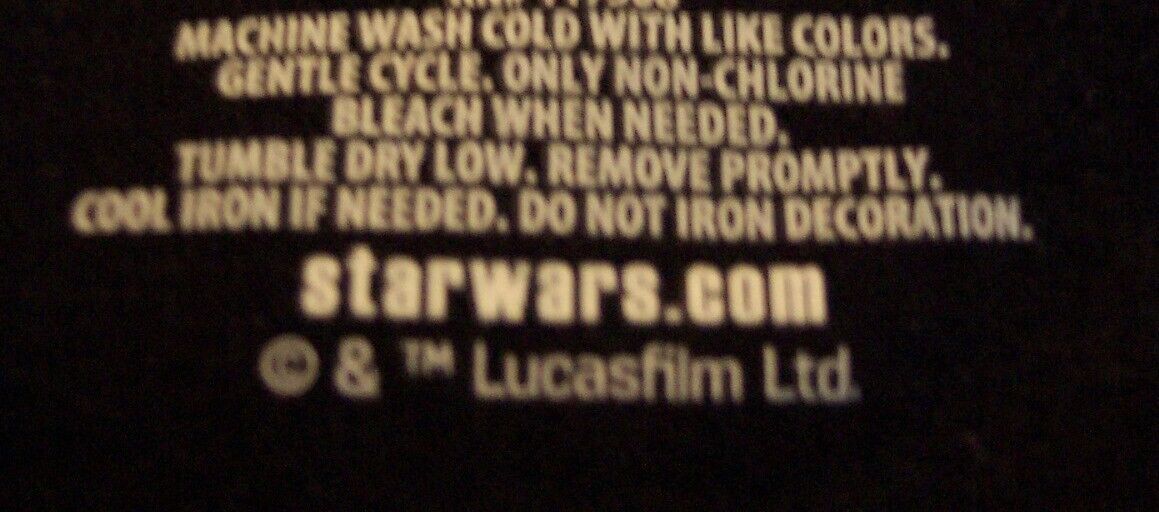 MACHINE WASH COLD WITH LIKE COLORS.
GENTLE CYCLE. ONLY NON-CHLORINE
BLEACH WHEN NEEDED.
TUMBLE DRY LOW. REMOVE PROMPTLY.
COOL IRON IF NEEDED. DO NOT IRON DECORATION.
starwars.com
© & ™ Lucasfilm Ltd.